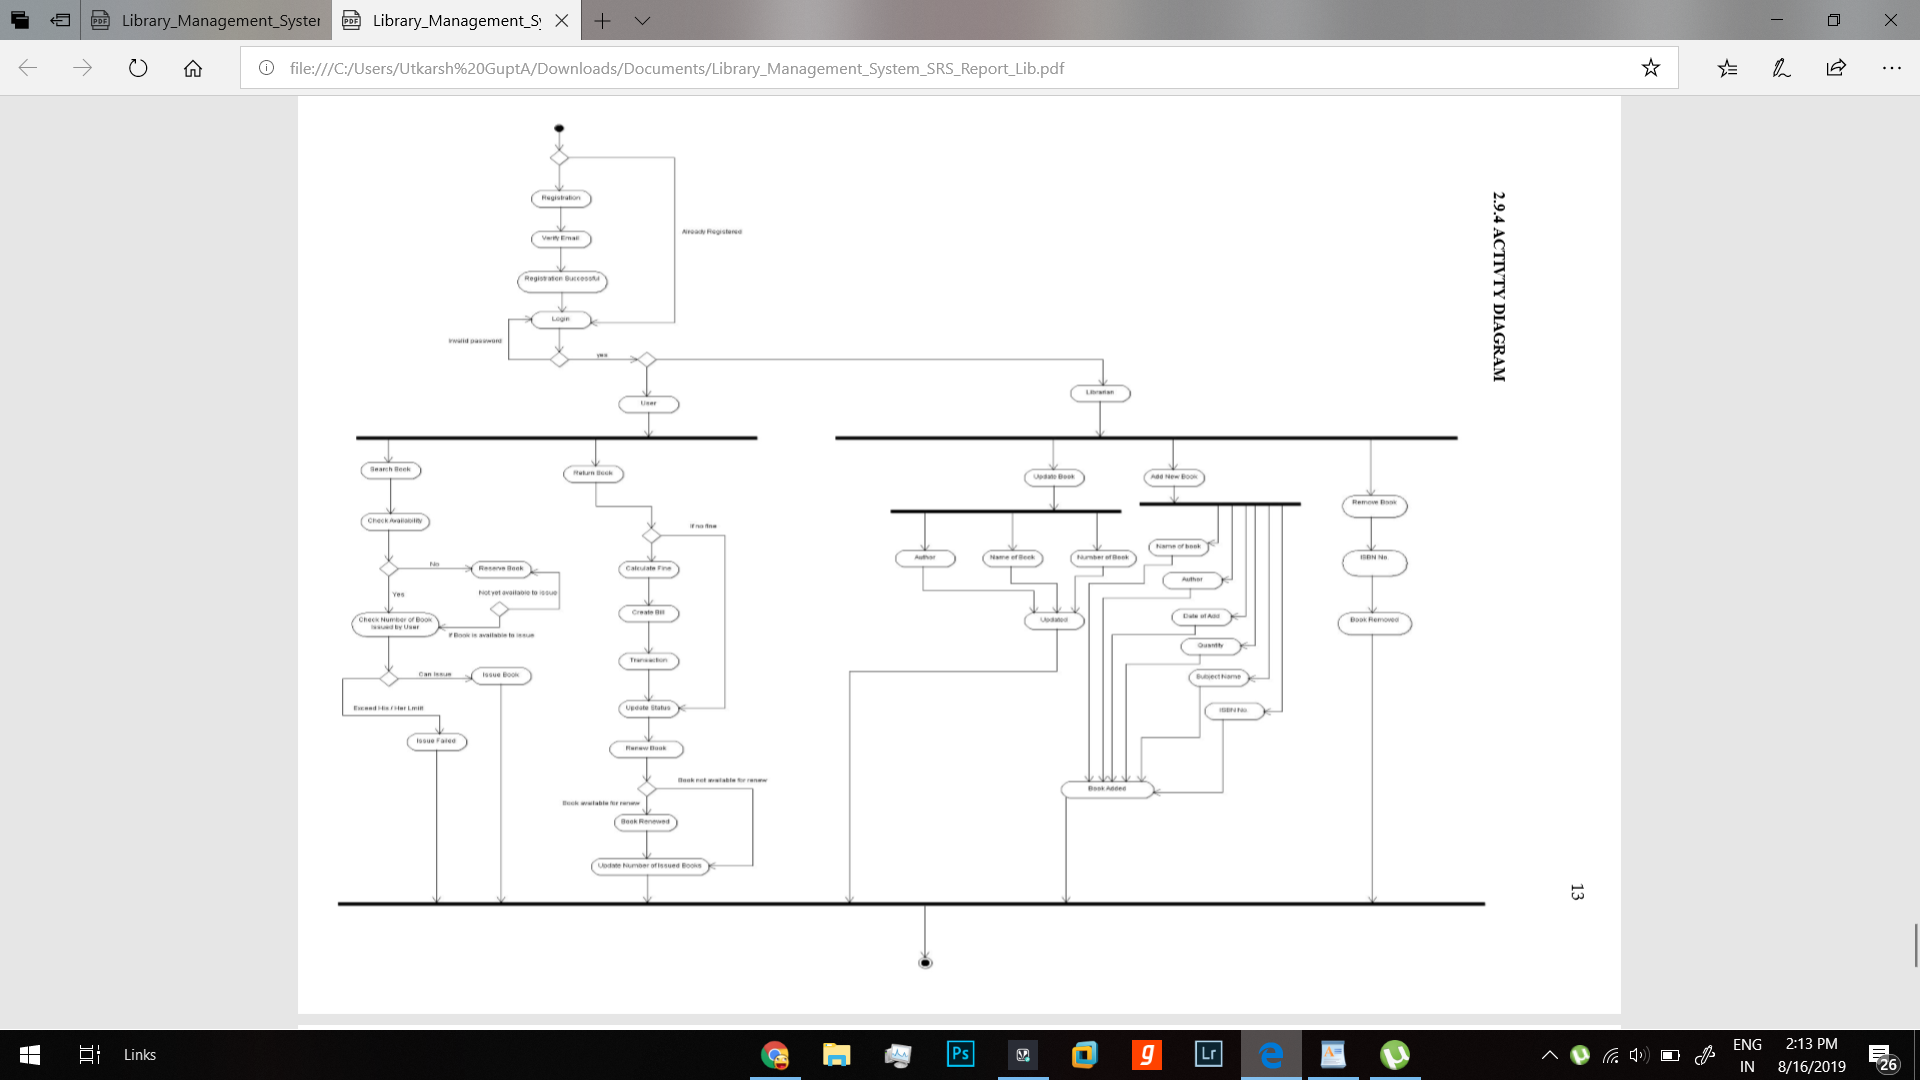 Library_Management_System
Library_Management_Sy
file:///C:/Users/Utkarsh%20GuptA/Downloads/Documents/Library_Management_System_SRS_Report_Lib.pdf
2.9.4 ACTIVTY DIAGRAM
Registration
Already Registered
Verify Email
Registration Successful
Login
Invalid password
yes
User
Librarian
Search Book
Return Book
Update Book
Add New Book
Remove Book
Check Availability
If no fine
Name of book
Author
Name of Book
Number of Book
ISBN No.
No
Reserve Book
Calculate Fine
Author
Yes
Not yet available to issue
Create Bill
Date of Add
Check Number of Book
Issued by User
Updated
Book Removed
If Book is available to issue
Quantity
Transaction
Can Issue
Issue Book
Subject Name
Exceed His / Her Limit
Update Status
ISBN No.
Issue Failed
Renew Book
Book not available for renew
Book Added
Book available for renew
Book Renewed
Update Number of Issued Books
13
Links
Ps
g
Lr
ENG
IN
2:13 PM
8/16/2019
26